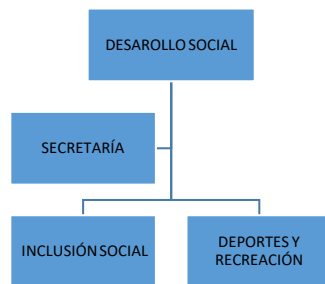 DESAROLLO SOCIAL
SECRETARÍA
INCLUSIÓN SOCIAL
DEPORTES Y
RECREACIÓN